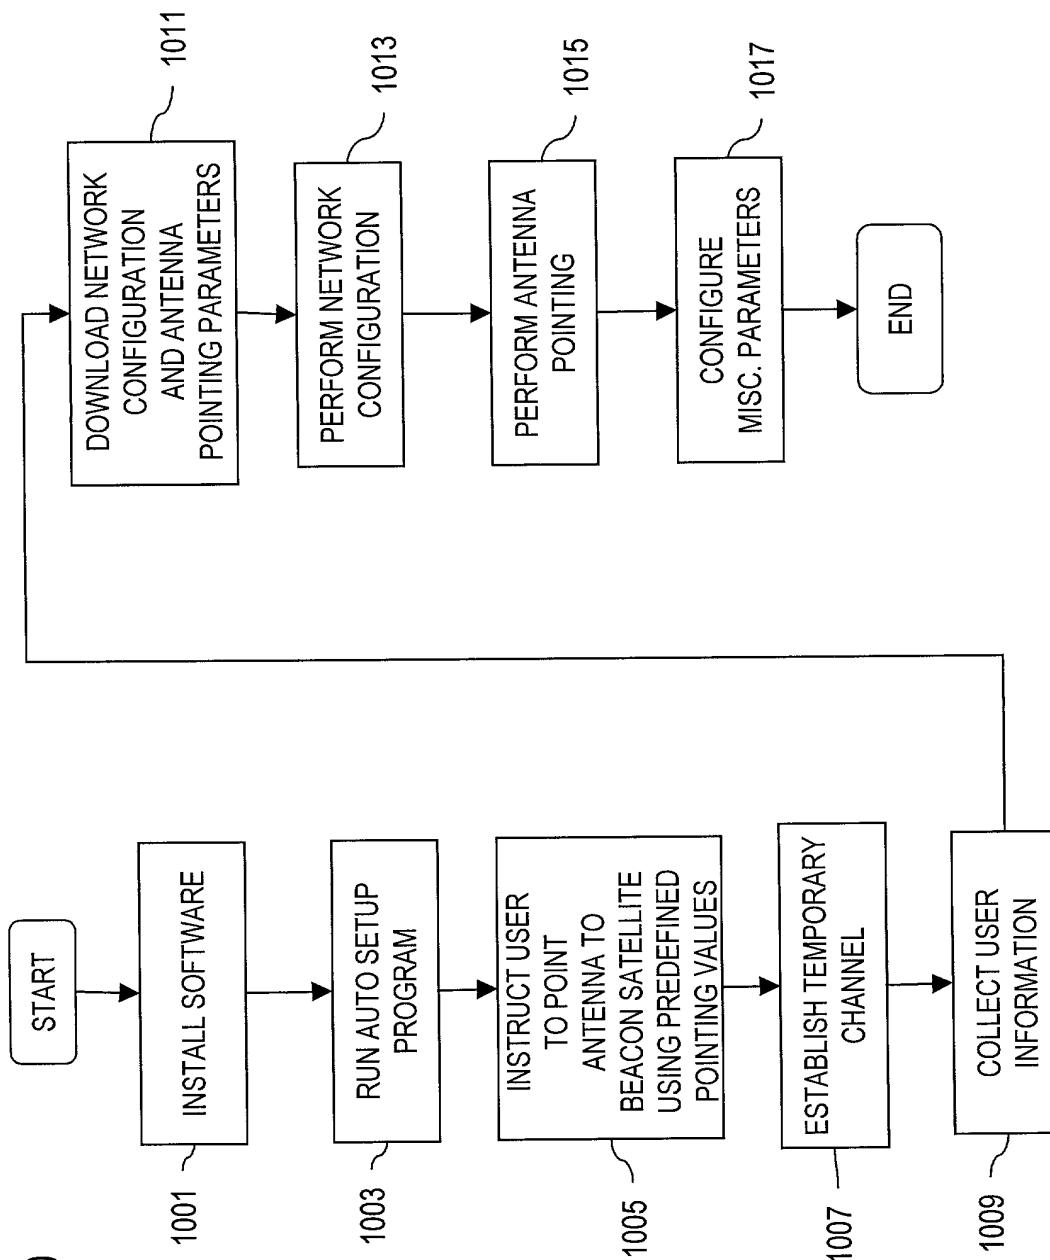 START
INSTALL SOFTWARE
1001
RUN AUTO SETUP
PROGRAM
1003
INSTRUCT USER
TO POINT
ANTENNA TO
BEACON SATELLITE
USING PREDEFINED
POINTING VALUES
1005
ESTABLISH TEMPORARY
CHANNEL
1007
COLLECT USER
INFORMATION
1009
DOWNLOAD NETWORK
CONFIGURATION
AND ANTENNA
POINTING PARAMETERS
1011
PERFORM NETWORK
CONFIGURATION
1013
PERFORM ANTENNA
POINTING
1015
CONFIGURE
MISC. PARAMETERS
1017
END